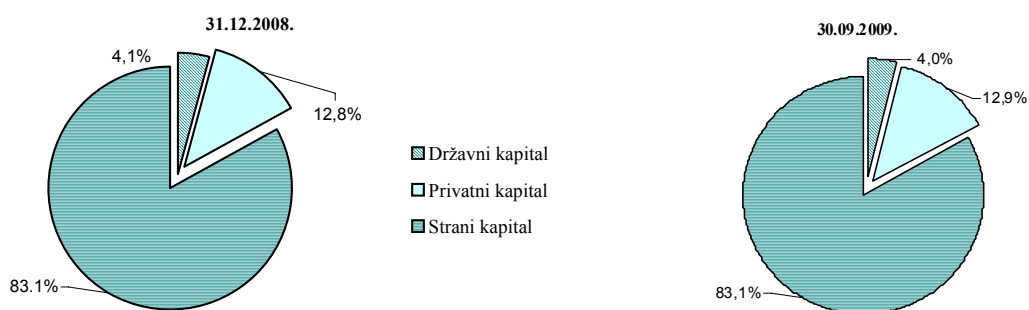 31.12.2008.
4,1%
12,8%
83.1%
Državni kapital
Privatni kapital
Strani kapital
30.09.2009.
4,0%
12,9%
83,1%